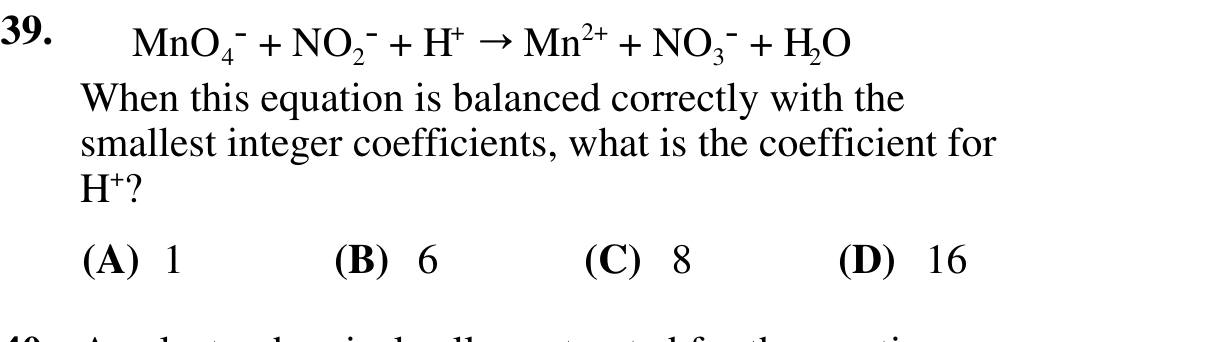 39. MnO₄⁻ + NO₂⁻ + H⁺ → Mn²⁺ + NO₃⁻ + H₂O
When this equation is balanced correctly with the
smallest integer coefficients, what is the coefficient for
H⁺?
(A) 1 (B) 6 (C) 8 (D) 16